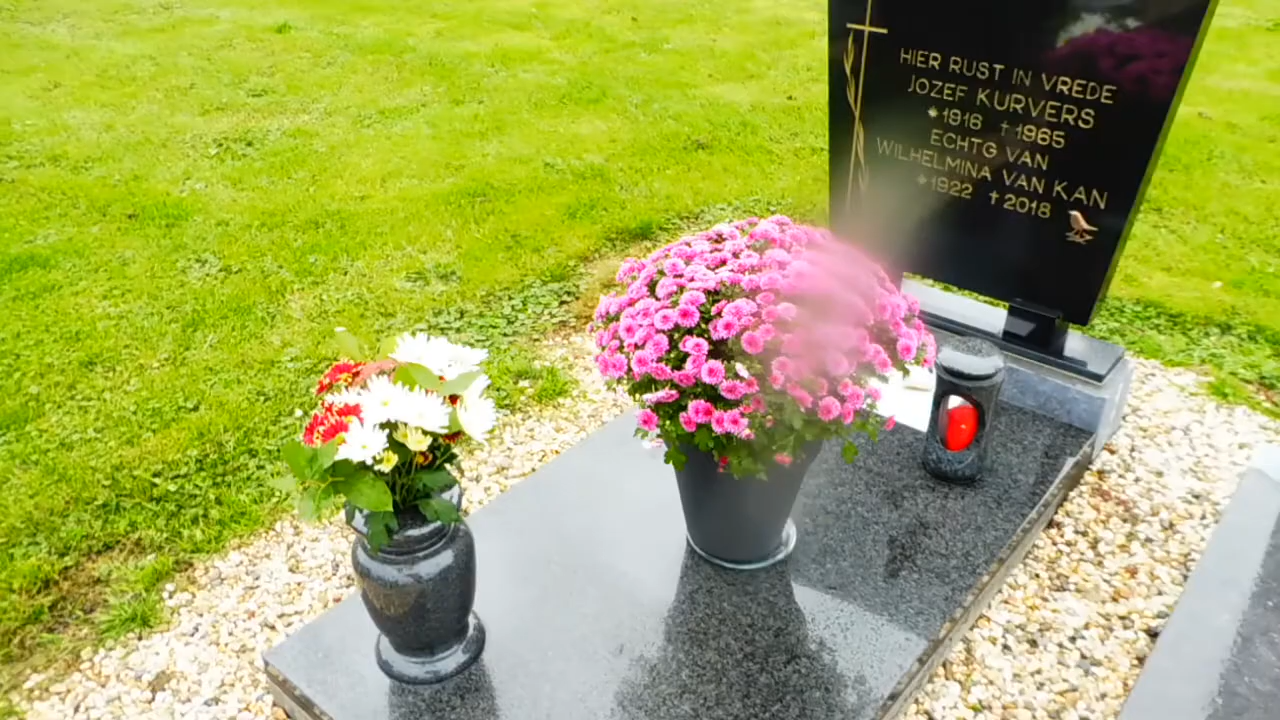 HIER RUST IN VREDE
JOZEF KURVERS
*1916 †1965
ECHTG VAN
WILHELMINA VAN KAN
*1922 †2018